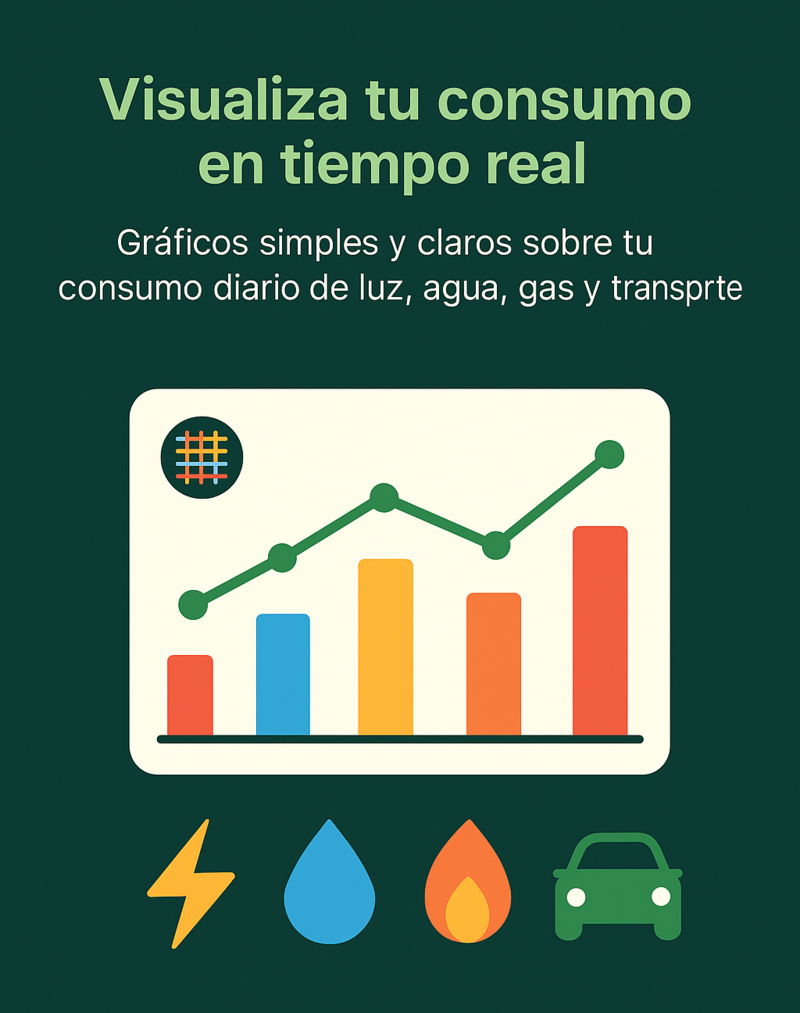 Visualiza tu consumo
en tiempo real
Gráficos simples y claros sobre tu
consumo diario de luz, agua, gas y transprte